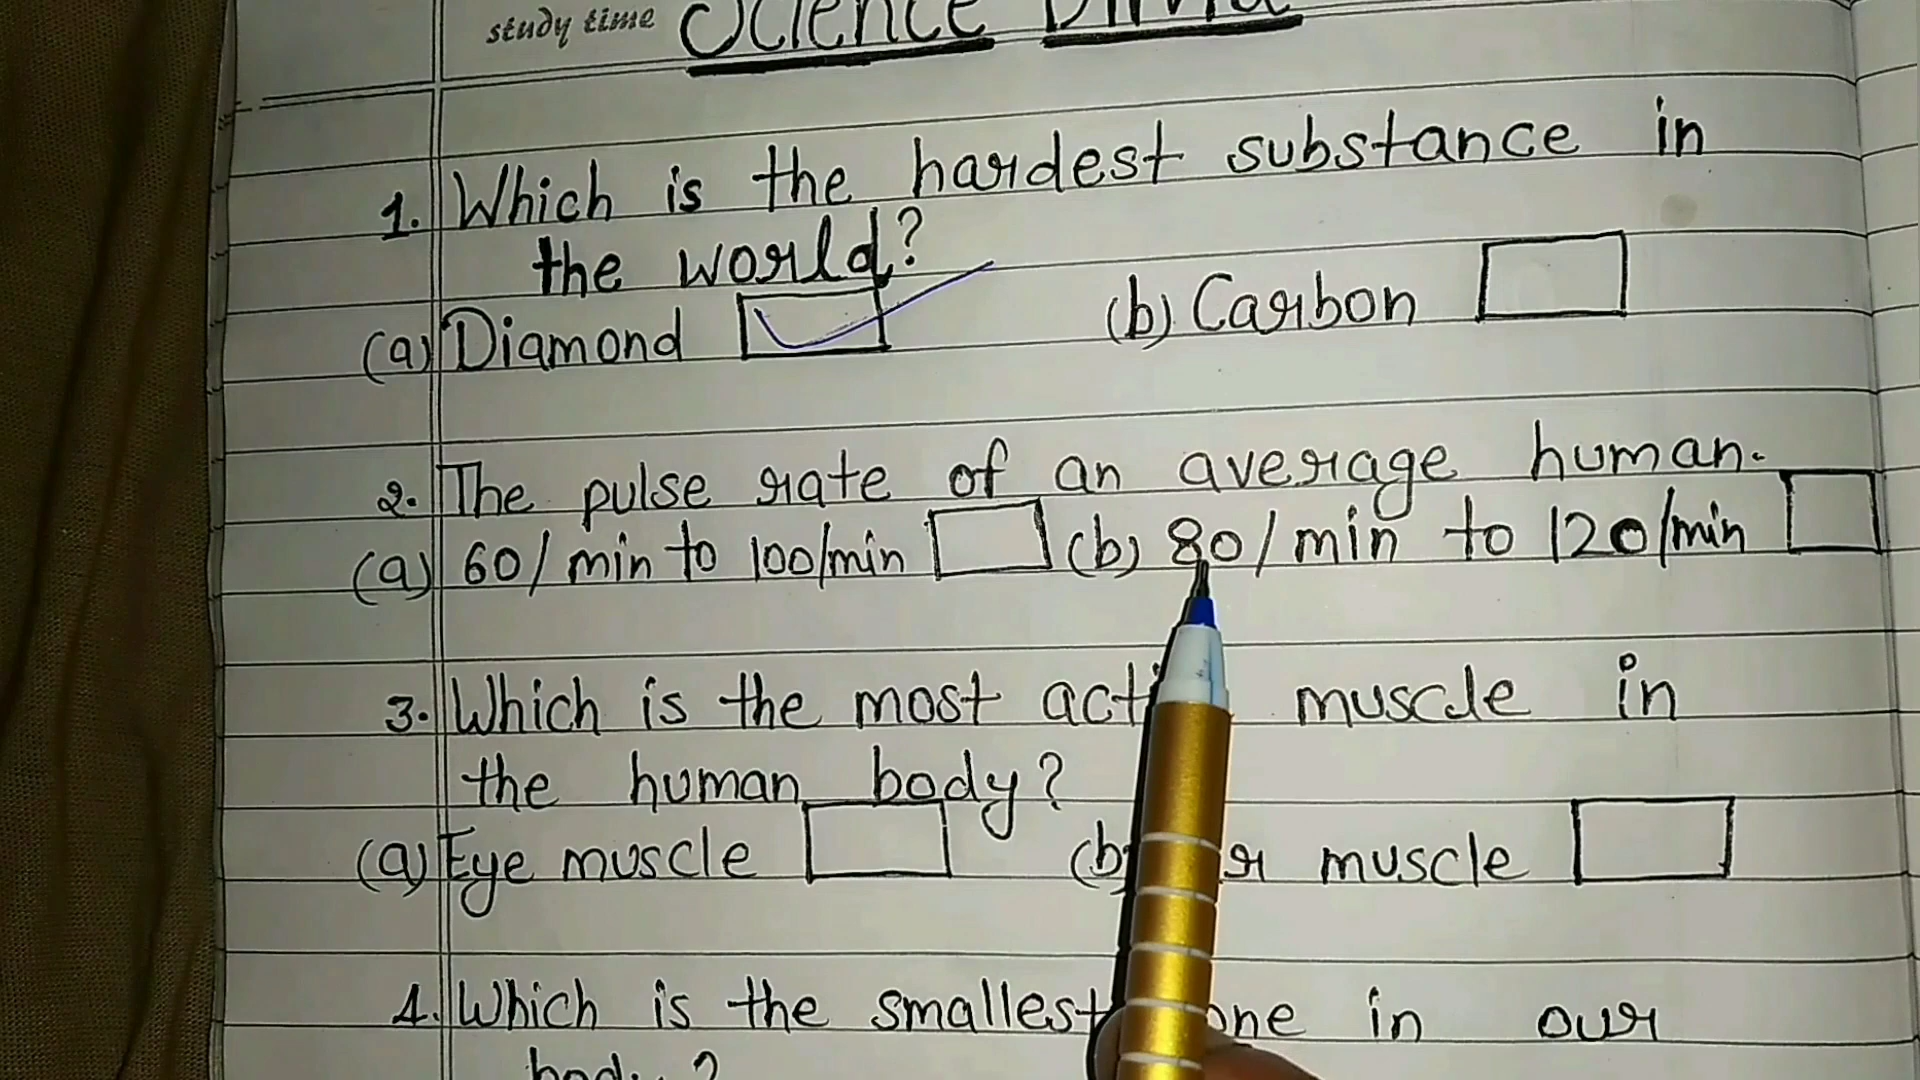 study time Science
1. Which is the hardest substance in
the world?
(a) Diamond (b) Carbon
2. The pulse rate of an average human.
(a) 60/min to 100/min (b) 80/min to 120/min
3. Which is the most muscle in
the human body?
(a) Eye muscle (b) muscle
4. Which is the smallest in our